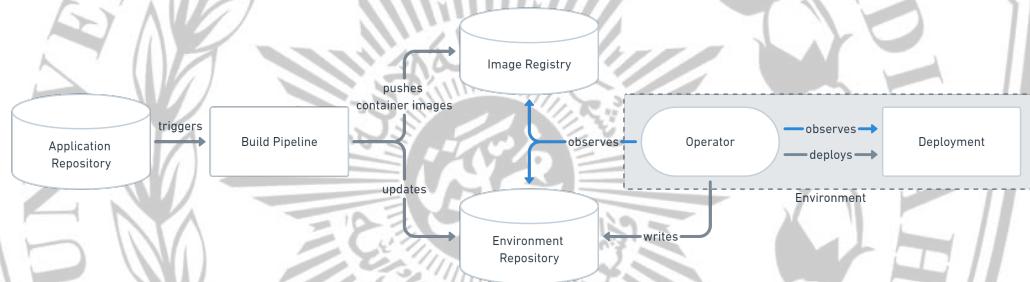 Image Registry
pushes
container images
triggers
Application
Repository
Build Pipeline
observes
Operator
observes
deploys
Deployment
updates
Environment
Environment
Repository
writes